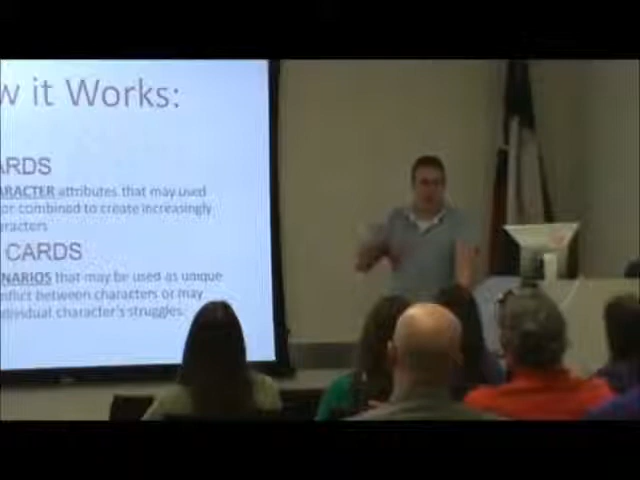 w it Works:
ARDS
ARACTER attributes that may used
or combined to create increasingly
aracters
CARDS
NARIOS that may be used as unique
nflict between characters or may
ndividual character's struggles.